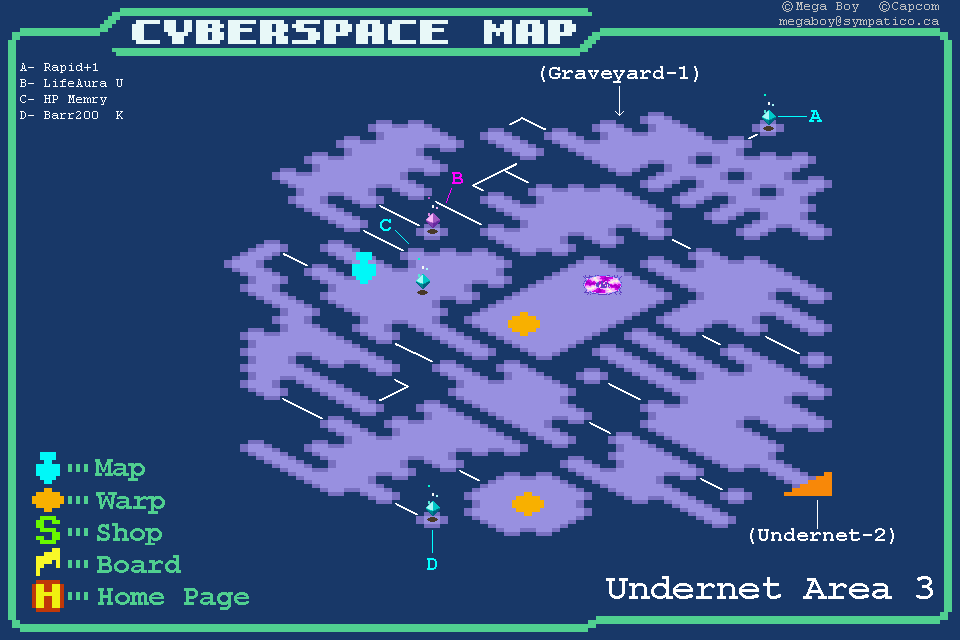 ©Mega Boy ©Capcom
megaboy@sympatico.ca
CYBERSPACE MAP
A- Rapid+1
B- LifeAura U
C- HP Memry
D- Barr200 K
(Graveyard-1)
A
B
C
Map
Warp
S Shop
Board
H Home Page
D
(Undernet-2)
Undernet Area 3